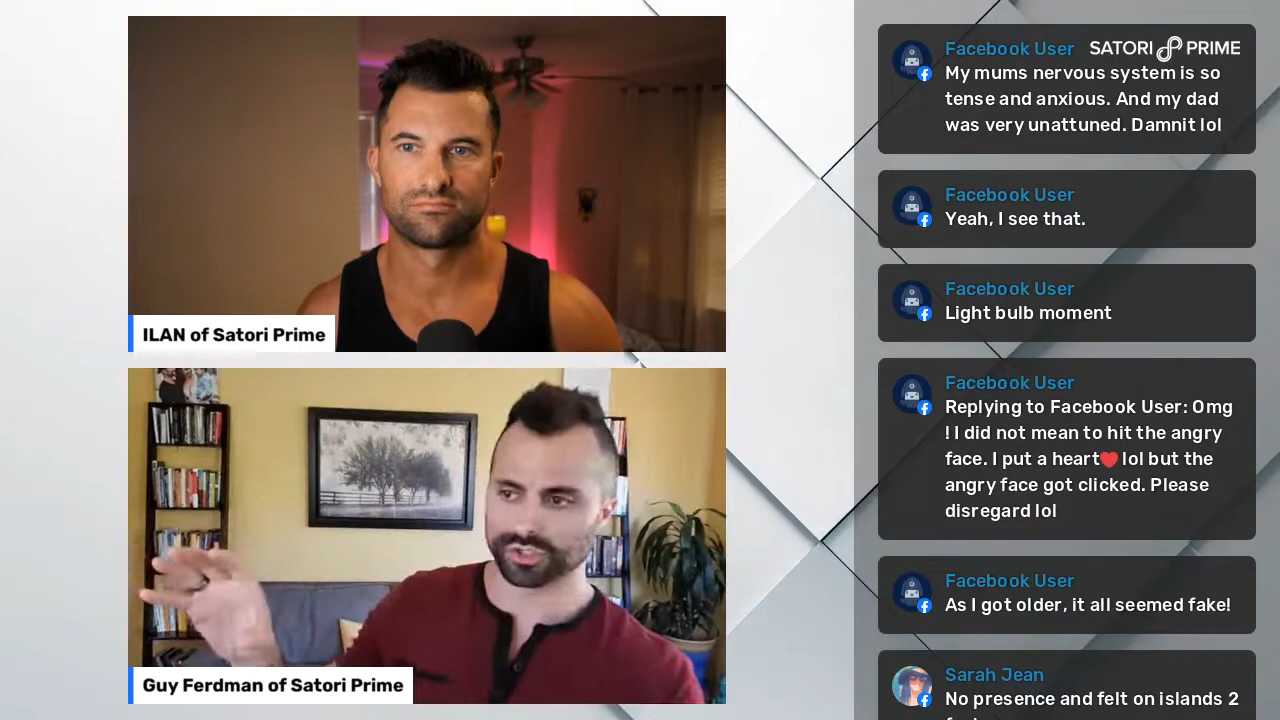 ILAN of Satori Prime
Guy Ferdman of Satori Prime
SATORI PRIME
Facebook User
My mums nervous system is so
tense and anxious. And my dad
was very unattuned. Damnit lol
Facebook User
Yeah, I see that.
Facebook User
Light bulb moment
Facebook User
Replying to Facebook User: Omg
! I did not mean to hit the angry
face. I put a heart❤️ lol but the
angry face got clicked. Please
disregard lol
Facebook User
As I got older, it all seemed fake!
Sarah Jean
No presence and felt on islands 2